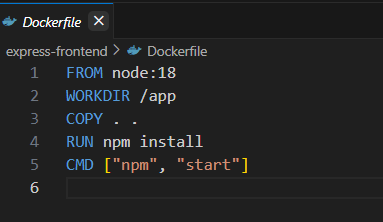 Dockerfile
express-frontend > Dockerfile
1 FROM node:18
2 WORKDIR /app
3 COPY . .
4 RUN npm install
5 CMD ["npm", "start"]
6